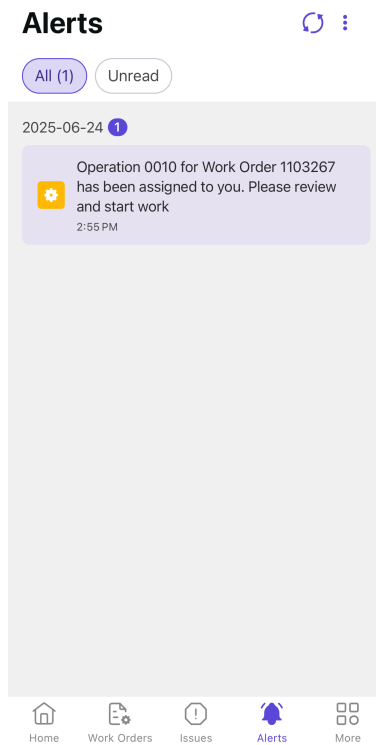 Alerts
All (1)
Unread
2025-06-24 1
Operation 0010 for Work Order 1103267
has been assigned to you. Please review
and start work
2:55 PM
Home
Work Orders
Issues
Alerts
More